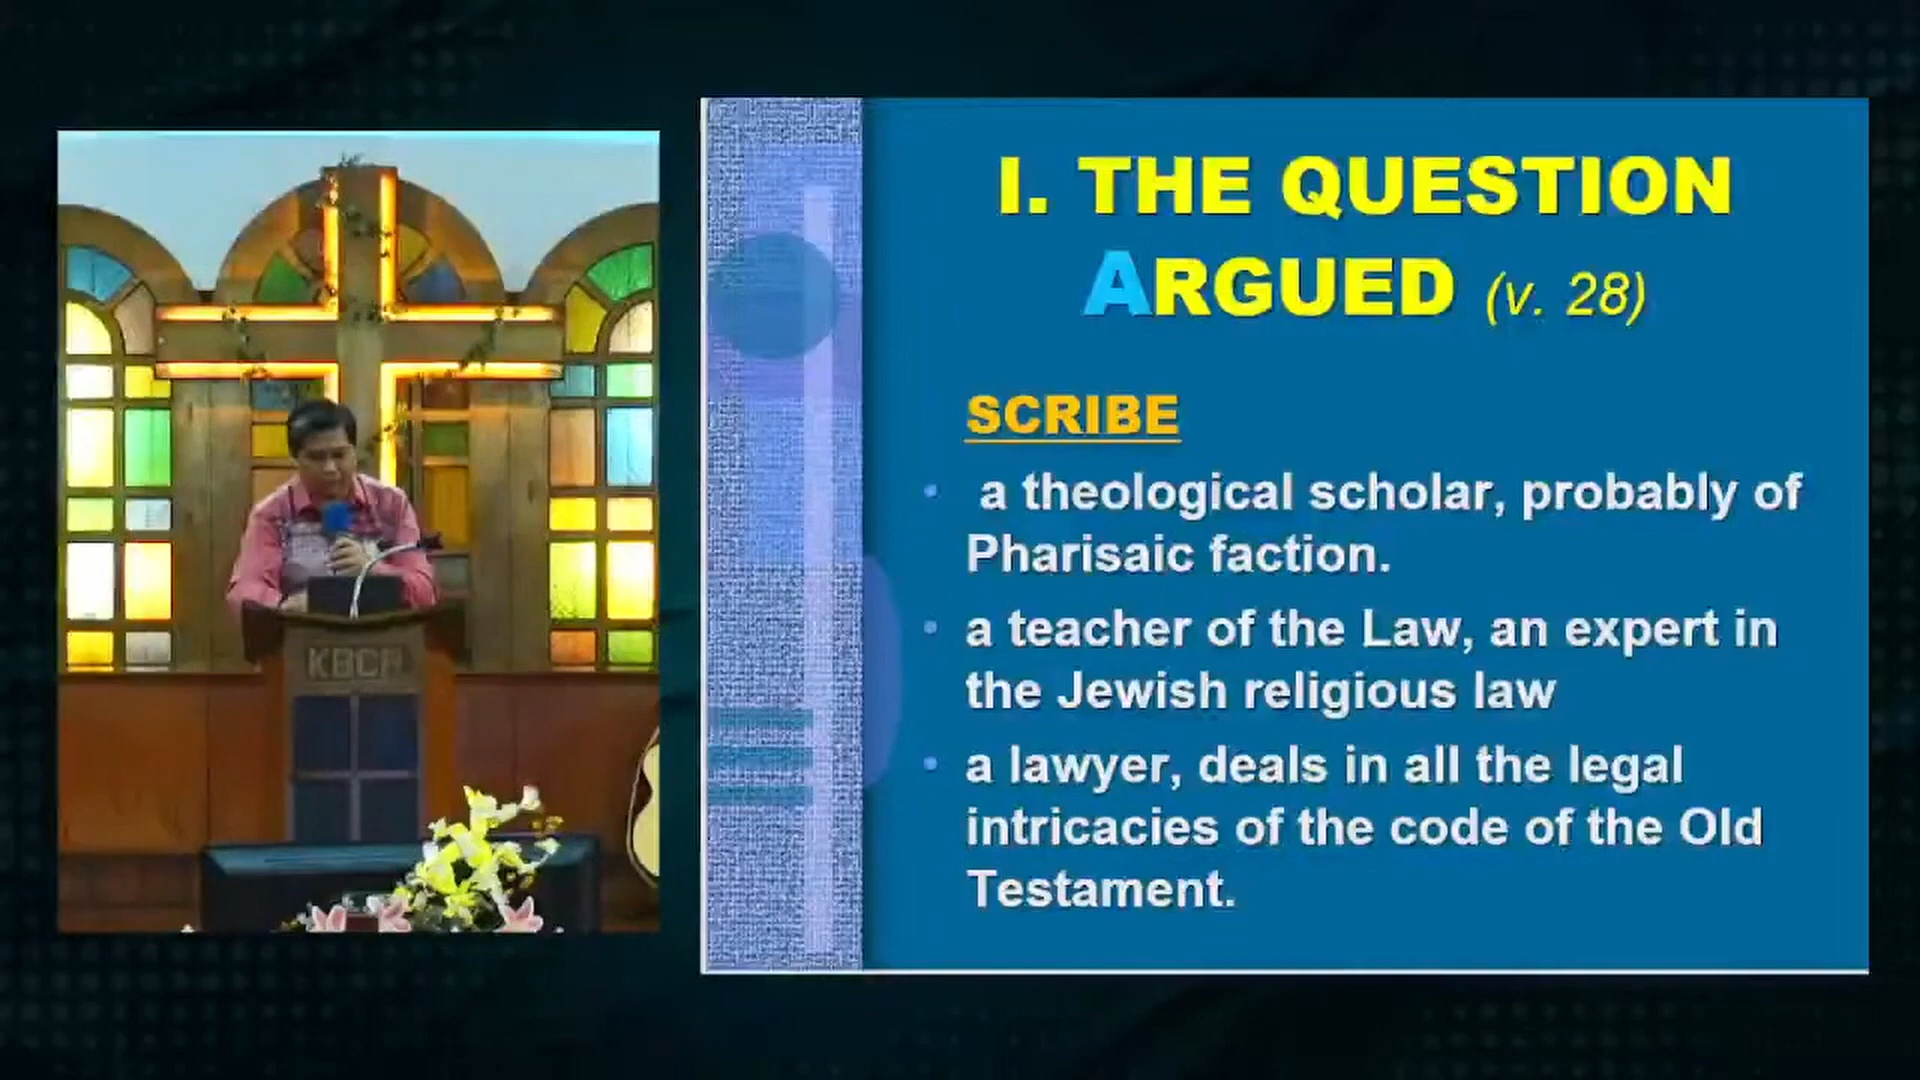 I. THE QUESTION
ARGUED (v. 28)
SCRIBE
• a theological scholar, probably of
Pharisaic faction.
• a teacher of the Law, an expert in
the Jewish religious law
• a lawyer, deals in all the legal
intricacies of the code of the Old
Testament.